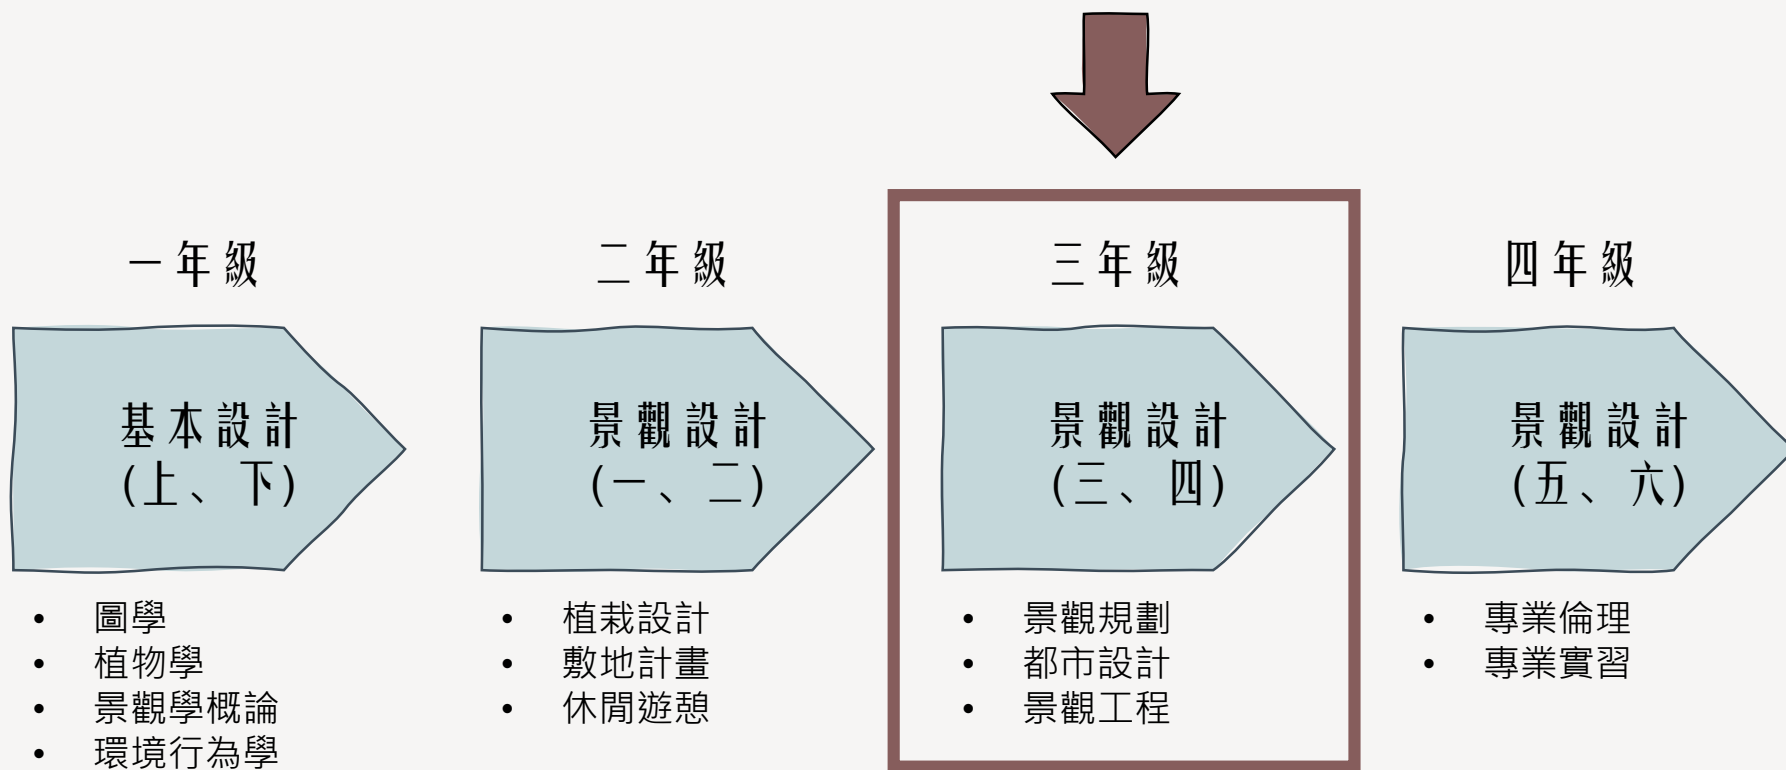 一年級
基本設計
(上、下)
• 圖學
• 植物學
• 景觀學概論
• 環境行為學
二年級
景觀設計
(一、二)
• 植栽設計
• 敷地計畫
• 休閒遊憩
三年級
景觀設計
(三、四)
• 景觀規劃
• 都市設計
• 景觀工程
四年級
景觀設計
(五、六)
• 專業倫理
• 專業實習